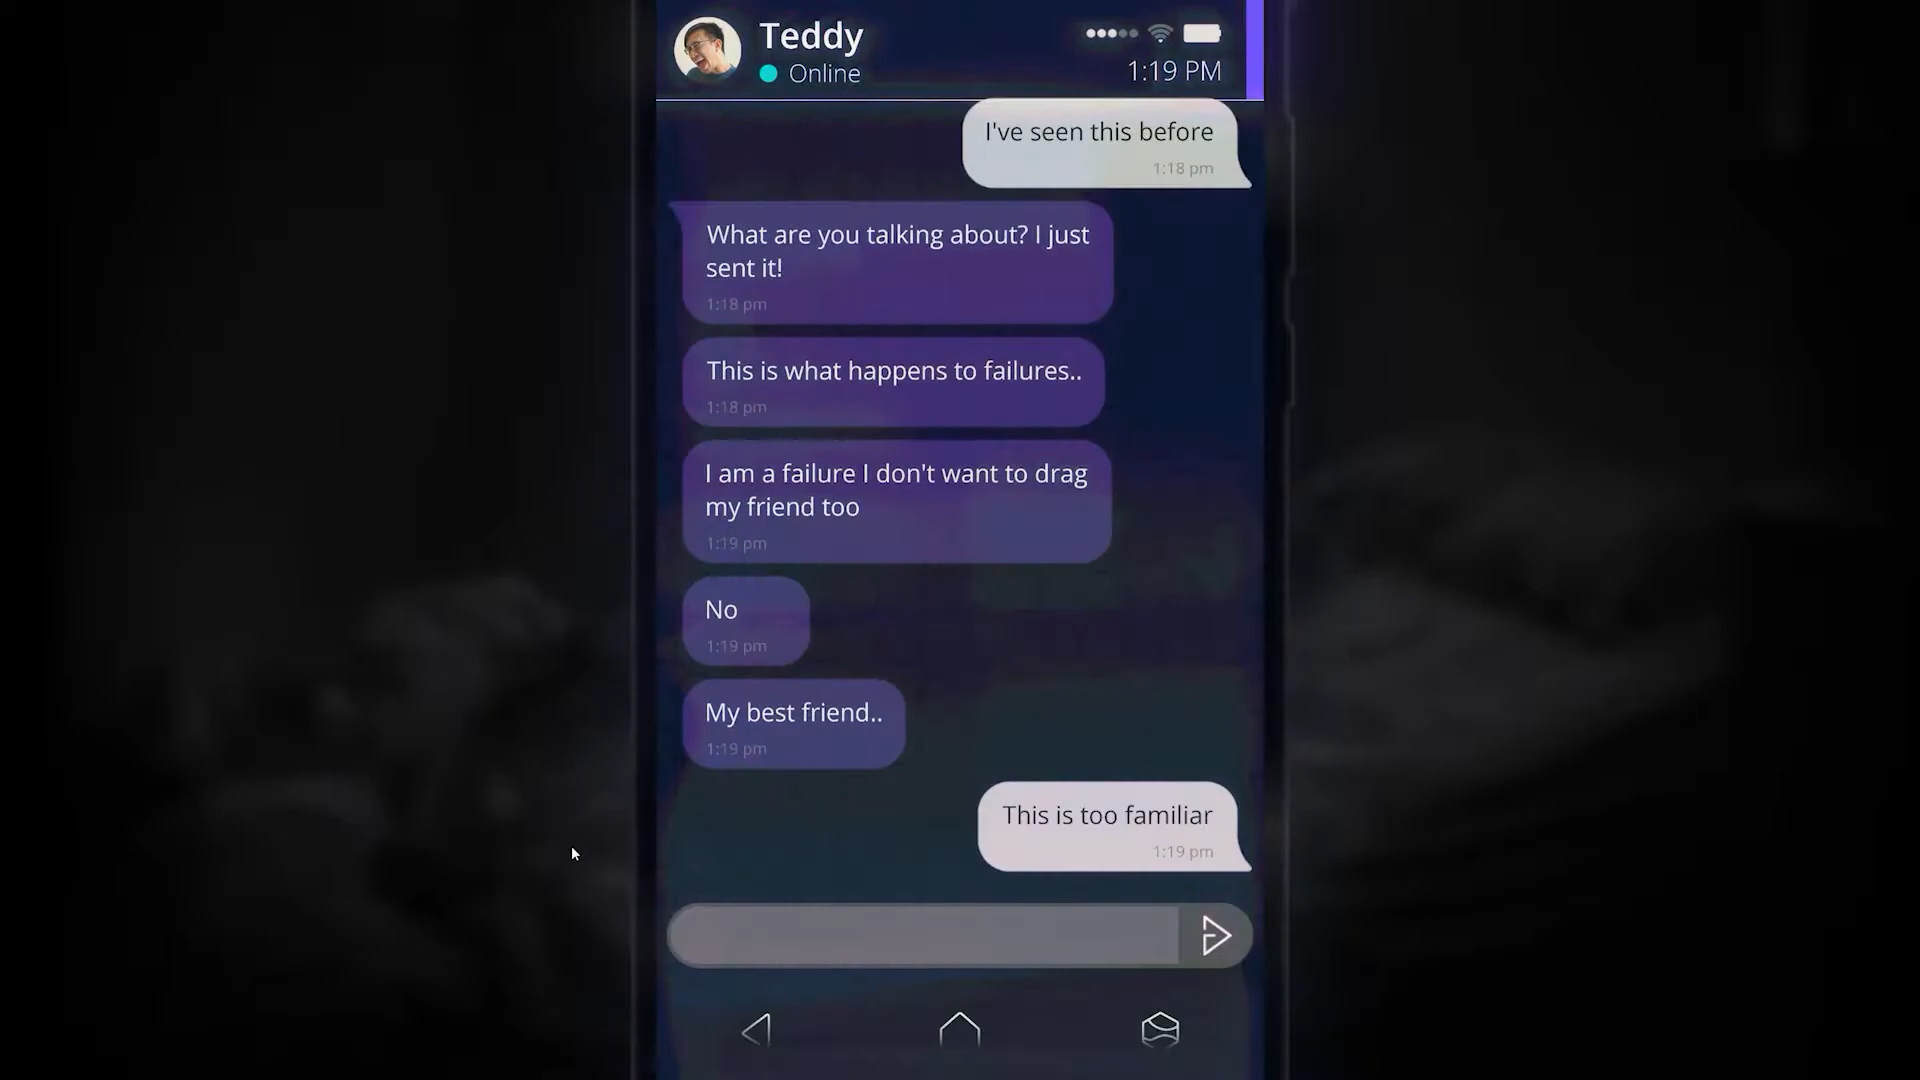 Teddy
Online
1:19 PM
I've seen this before
1:18 pm
What are you talking about? I just
sent it!
1:18 pm
This is what happens to failures..
1:18 pm
I am a failure I don't want to drag
my friend too
1:19 pm
No
1:19 pm
My best friend..
1:19 pm
This is too familiar
1:19 pm